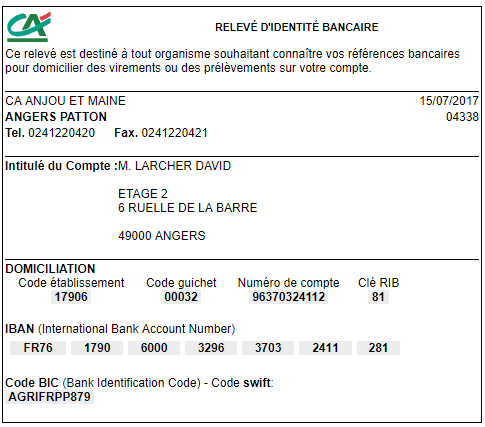 CA
RELEVÉ D'IDENTITÉ BANCAIRE
Ce relevé est destiné à tout organisme souhaitant connaître vos références bancaires
pour domicilier des virements ou des prélèvements sur votre compte.
CA ANJOU ET MAINE 15/07/2017
ANGERS PATTON 04338
Tel. 0241220420 Fax. 0241220421
Intitulé du Compte :M. LARCHER DAVID
ETAGE 2
6 RUELLE DE LA BARRE
49000 ANGERS
DOMICILIATION
Code établissement Code guichet Numéro de compte Clé RIB
17906 00032 96370324112 81
IBAN (International Bank Account Number)
FR76 1790 6000 3296 3703 2411 281
Code BIC (Bank Identification Code) - Code swift:
AGRIFRPP879